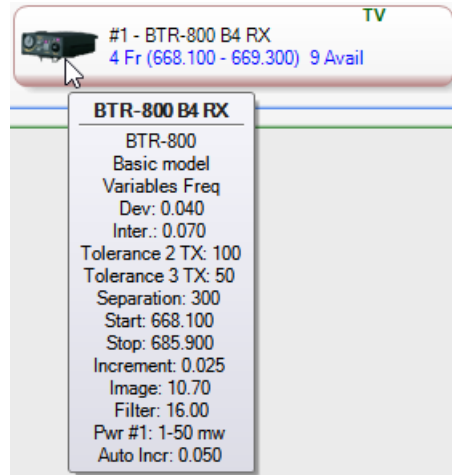 TV
#1 - BTR-800 B4 RX
4 Fr (668.100 - 669.300) 9 Avail
BTR-800 B4 RX
BTR-800
Basic model
Variables Freq
Dev: 0.040
Inter.: 0.070
Tolerance 2 TX: 100
Tolerance 3 TX: 50
Separation: 300
Start: 668.100
Stop: 685.900
Increment: 0.025
Image: 10.70
Filter: 16.00
Pwr #1: 1-50 mw
Auto Incr: 0.050